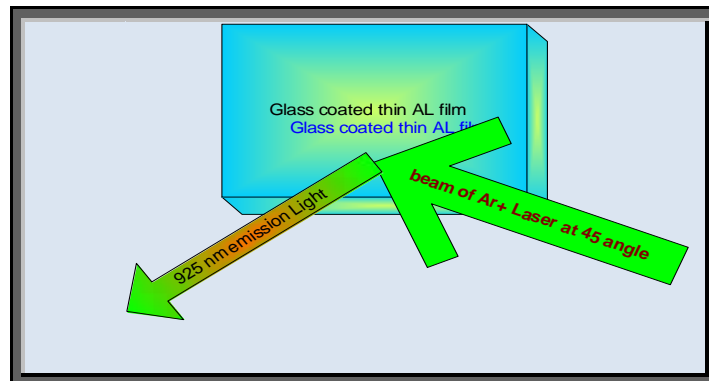 Glass coated thin AL film
Glass coated thin AL fil
beam of Ar+ Laser at 45 angle
925 nm emission Light